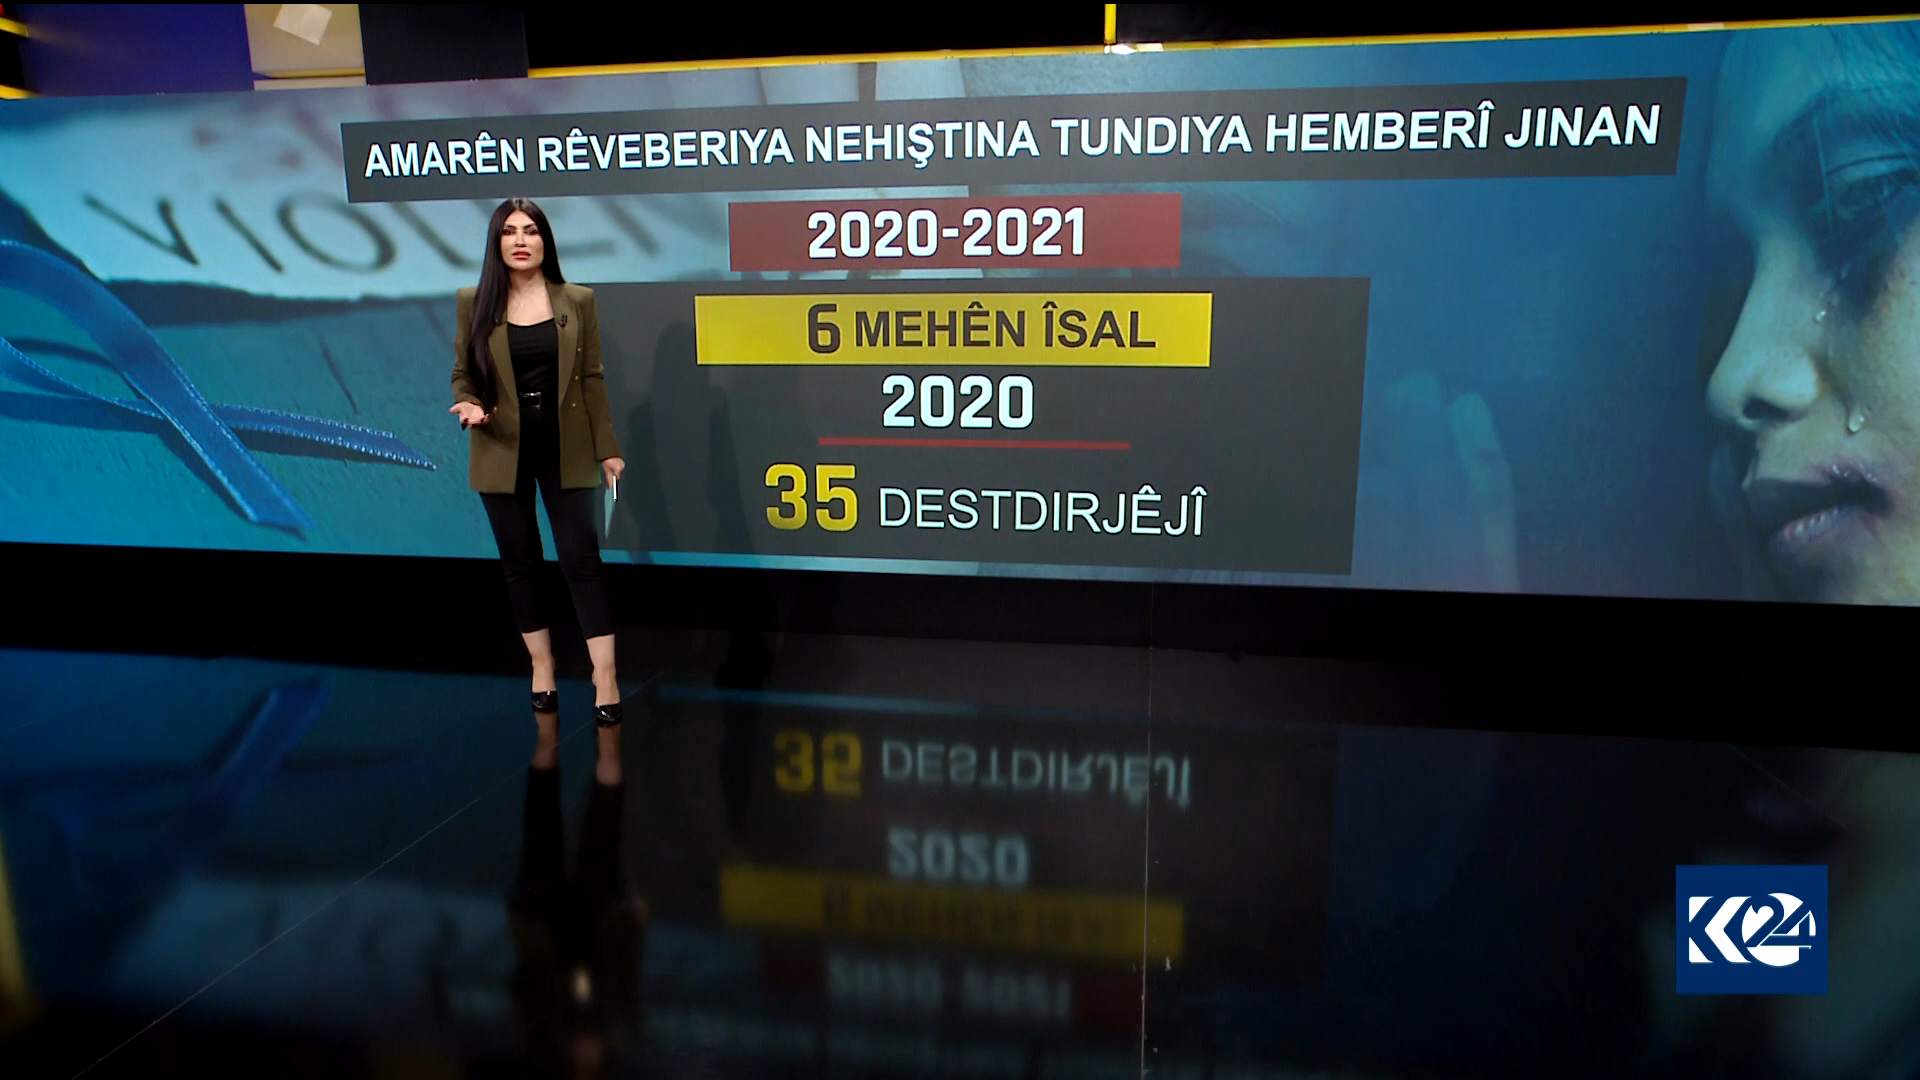 AMARÊN RÊVEBERIYA NEHIŞTINA TUNDIYA HEMBERÎ JINAN
2020-2021
6 MEHÊN ÎSAL
2020
35 DESTDIRJÊJÎ
K24